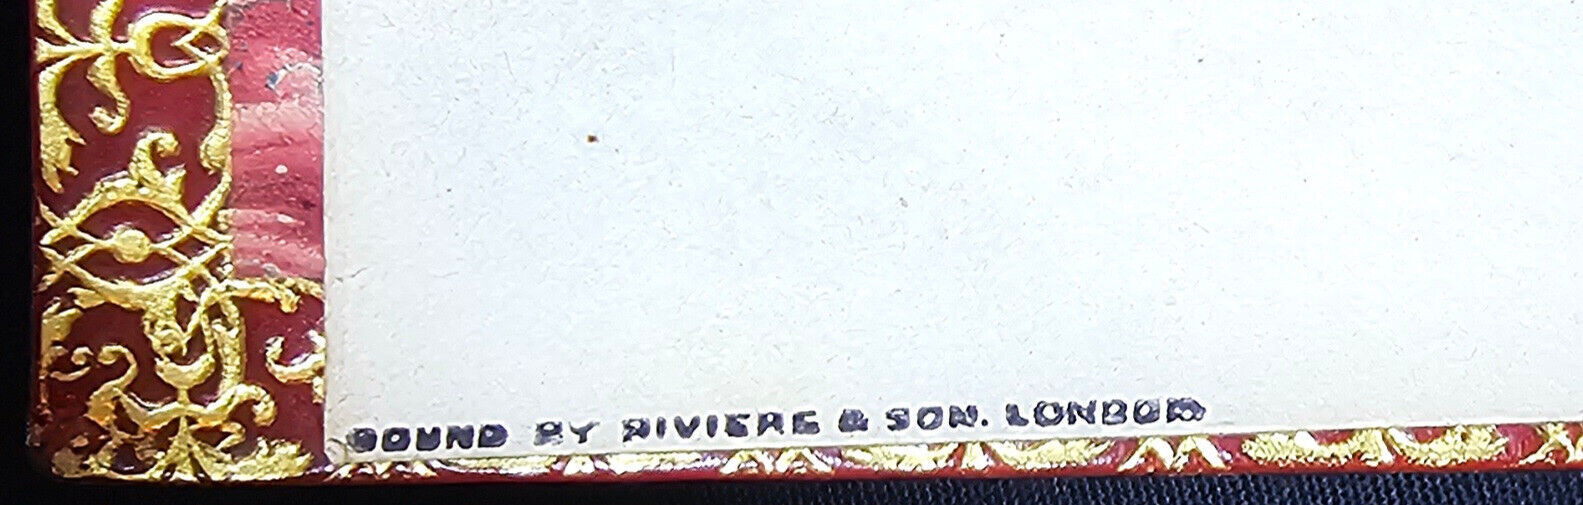 BOUND BY RIVIERE & SON. LONDON